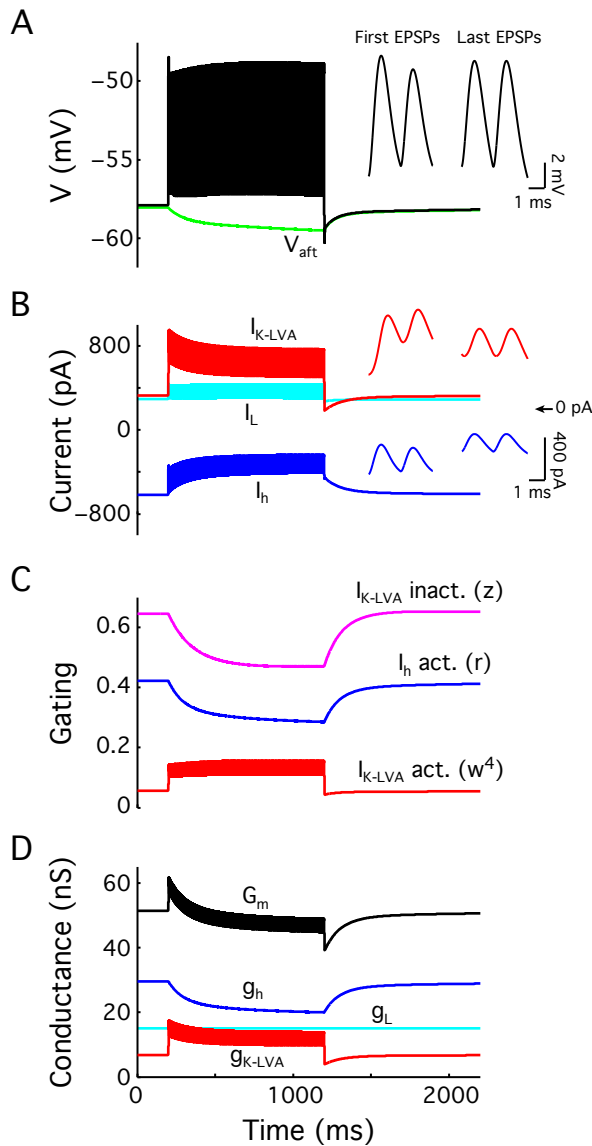 A
First EPSPs
Last EPSPs
V (mV)
−50
−55
−60
2 mV
1 ms
V_aft
B
Current (pA)
800
400
0
−400
−800
I_K-LVA
I_L
I_h
0 pA
400 pA
1 ms
C
Gating
0.6
0.4
0.2
0
I_K-LVA inact. (z)
I_h act. (r)
I_K-LVA act. (w⁴)
D
Conductance (nS)
60
40
20
0
G_m
g_h
g_L
g_K-LVA
0
1000
2000
Time (ms)